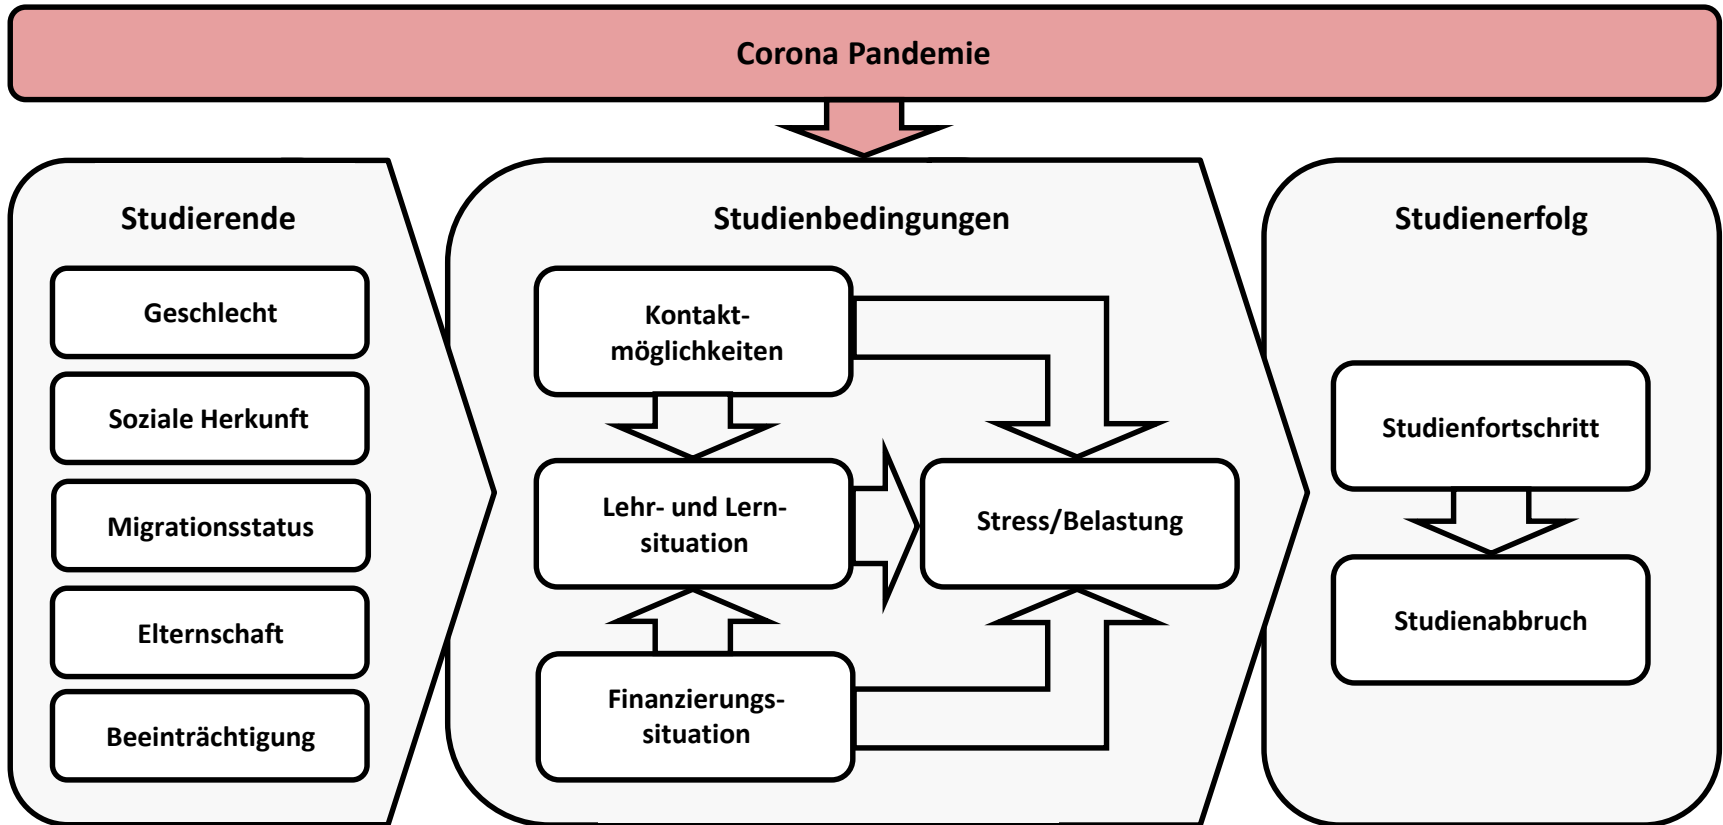 Corona Pandemie
Studierende
Geschlecht
Soziale Herkunft
Migrationsstatus
Elternschaft
Beeinträchtigung
Studienbedingungen
Kontakt-
möglichkeiten
Lehr- und Lern-
situation
Finanzierungs-
situation
Stress/Belastung
Studienerfolg
Studienfortschritt
Studienabbruch